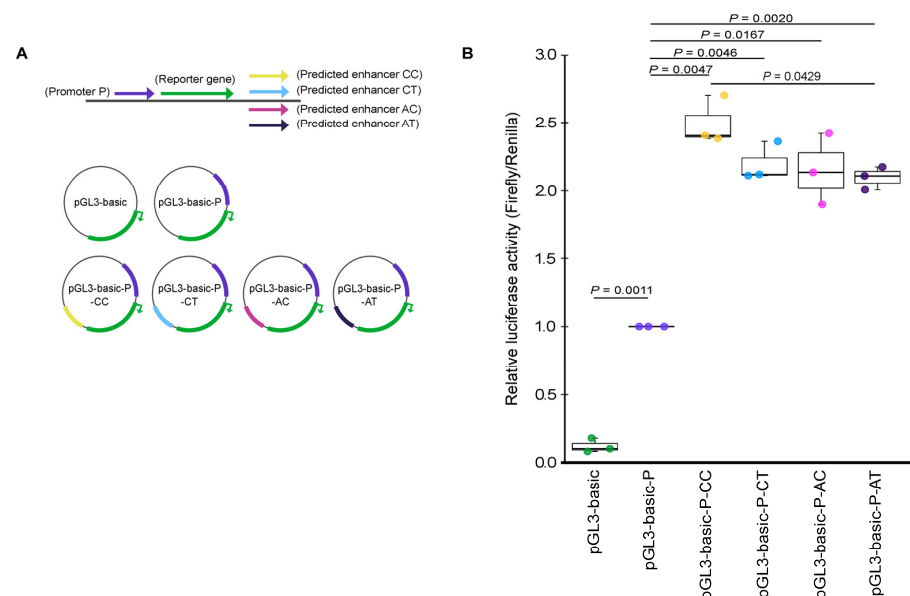 A
(Promoter P)
(Reporter gene)
(Predicted enhancer CC)
(Predicted enhancer CT)
(Predicted enhancer AC)
(Predicted enhancer AT)
pGL3-basic
pGL3-basic-P
pGL3-basic-P
-CC
pGL3-basic-P
-CT
pGL3-basic-P
-AC
pGL3-basic-P
-AT
B
P = 0.0020
P = 0.0167
P = 0.0046
P = 0.0047
P = 0.0429
P = 0.0011
Relative luciferase activity (Firefly/Renilla)
3.0
2.5
2.0
1.5
1.0
0.5
0.0
pGL3-basic
pGL3-basic-P
pGL3-basic-P-CC
pGL3-basic-P-CT
pGL3-basic-P-AC
pGL3-basic-P-AT